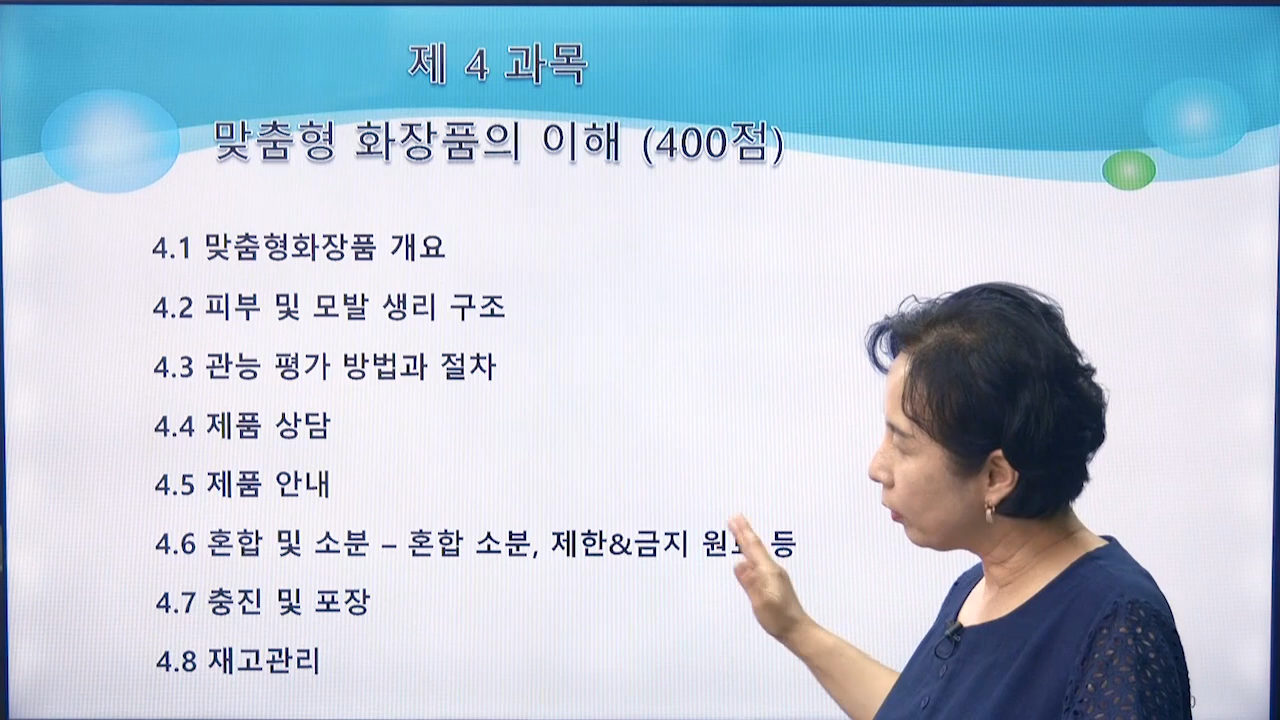 제 4 과목
맞춤형 화장품의 이해 (400점)
4.1 맞춤형화장품 개요
4.2 피부 및 모발 생리 구조
4.3 관능 평가 방법과 절차
4.4 제품 상담
4.5 제품 안내
4.6 혼합 및 소분 – 혼합 소분, 제한&금지 원료 등
4.7 충진 및 포장
4.8 재고관리